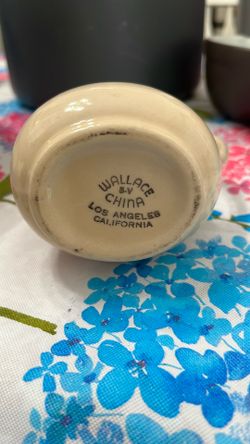 WALLACE
B-V
CHINA
LOS ANGELES
CALIFORNIA